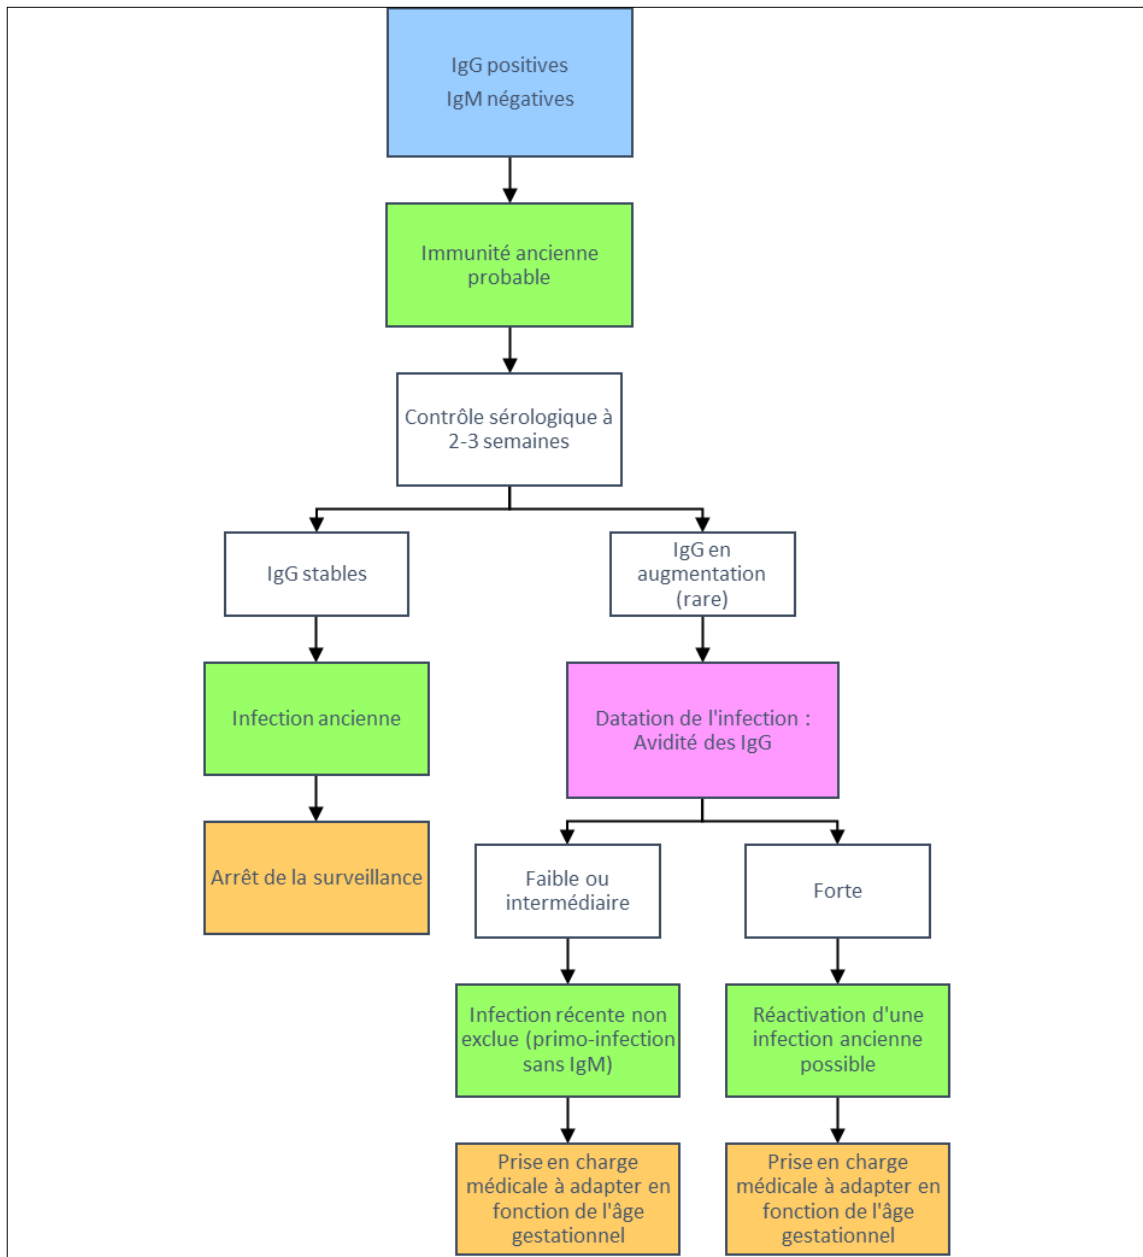 IgG positives
IgM négatives
Immunité ancienne
probable
Contrôle sérologique à
2-3 semaines
IgG stables
IgG en
augmentation
(rare)
Infection ancienne
Datation de l'infection :
Avidité des IgG
Arrêt de la surveillance
Faible ou
intermédiaire
Forte
Infection récente non
exclue (primo-infection
sans IgM)
Réactivation d'une
infection ancienne
possible
Prise en charge
médicale à adapter en
fonction de l'âge
gestationnel
Prise en charge
médicale à adapter en
fonction de l'âge
gestationnel